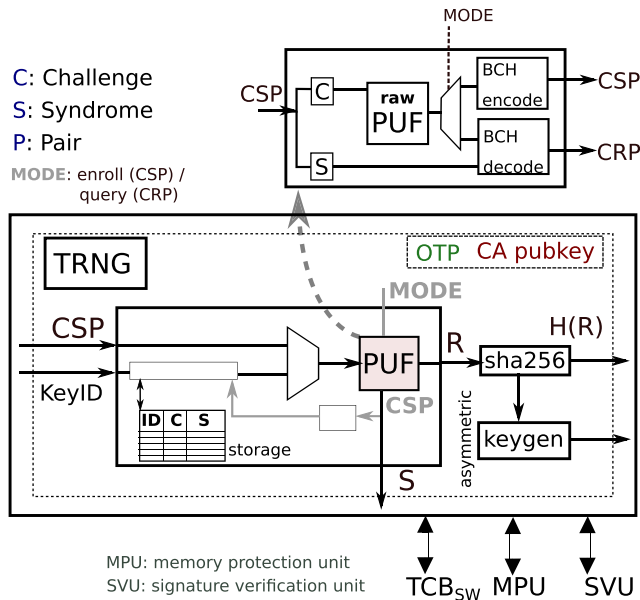 MODE
C: Challenge
S: Syndrome
P: Pair
MODE: enroll (CSP) /
query (CRP)
CSP
C
S
raw
PUF
BCH
encode
BCH
decode
CSP
CRP
TRNG
OTP CA pubkey
MODE
CSP
KeyID
PUF
R
H(R)
sha256
CSP
ID C S
storage
asymmetric
keygen
S
MPU: memory protection unit
SVU: signature verification unit
TCBSW MPU SVU